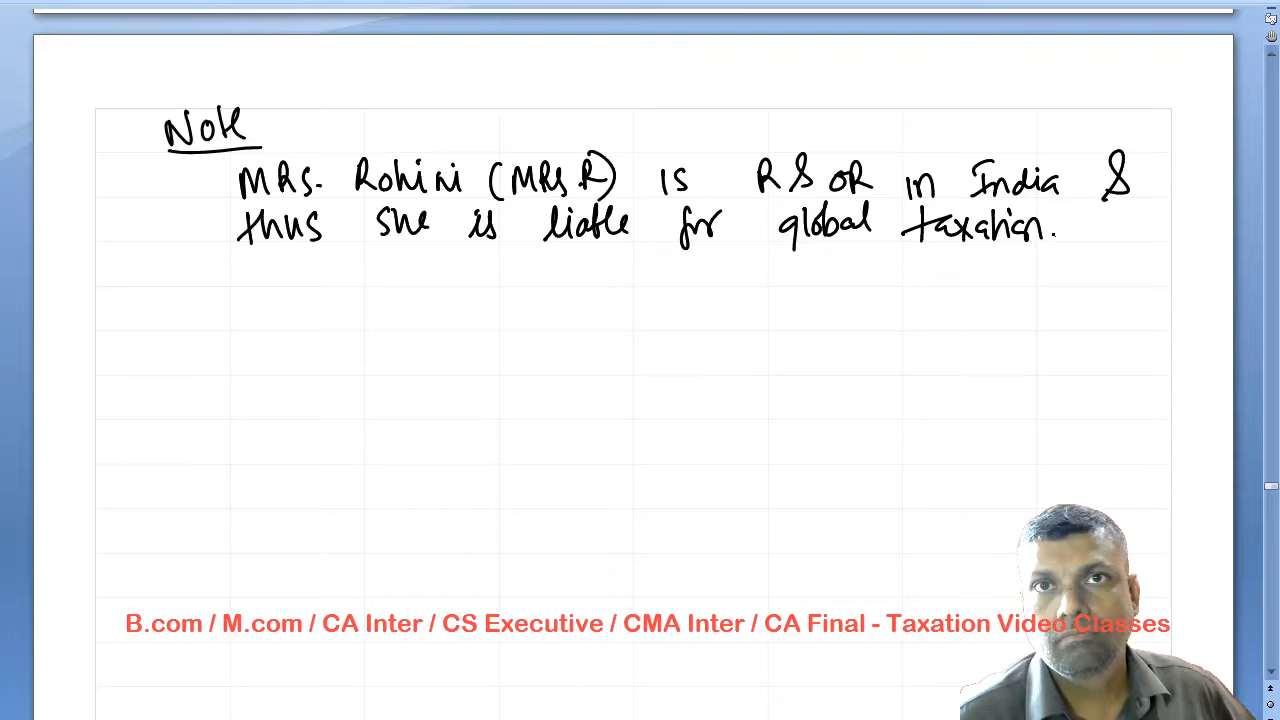 Note
MRs. Rohini (MRs R) is R & OR in India &
thus she is liable for global taxation.
B.com / M.com / CA Inter / CS Executive / CMA Inter / CA Final - Taxation Video Classes